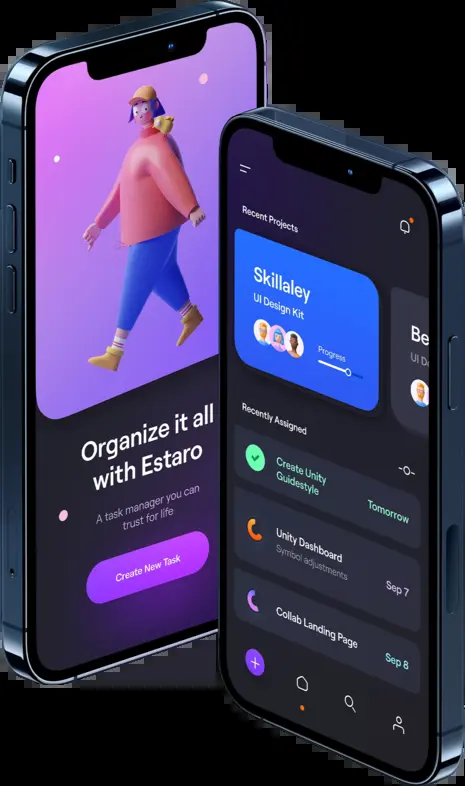 Organize it all
with Estaro
A task manager you can
trust for life
Create New Task
Recent Projects
Skillaley
UI Design Kit
Progress
Be
UI D
Recently Assigned
Create Unity
Guidestyle
Tomorrow
Unity Dashboard
Symbol adjustments
Sep 7
Collab Landing Page
Sep 8